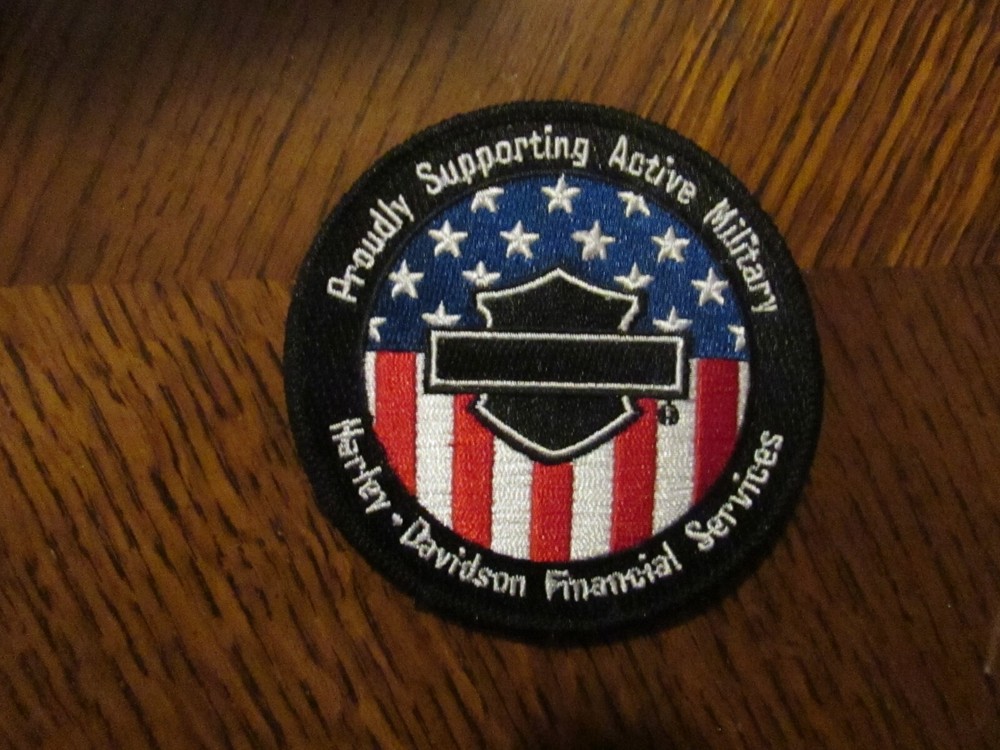 Proudly Supporting Active Military
Harley-Davidson Financial Services
®